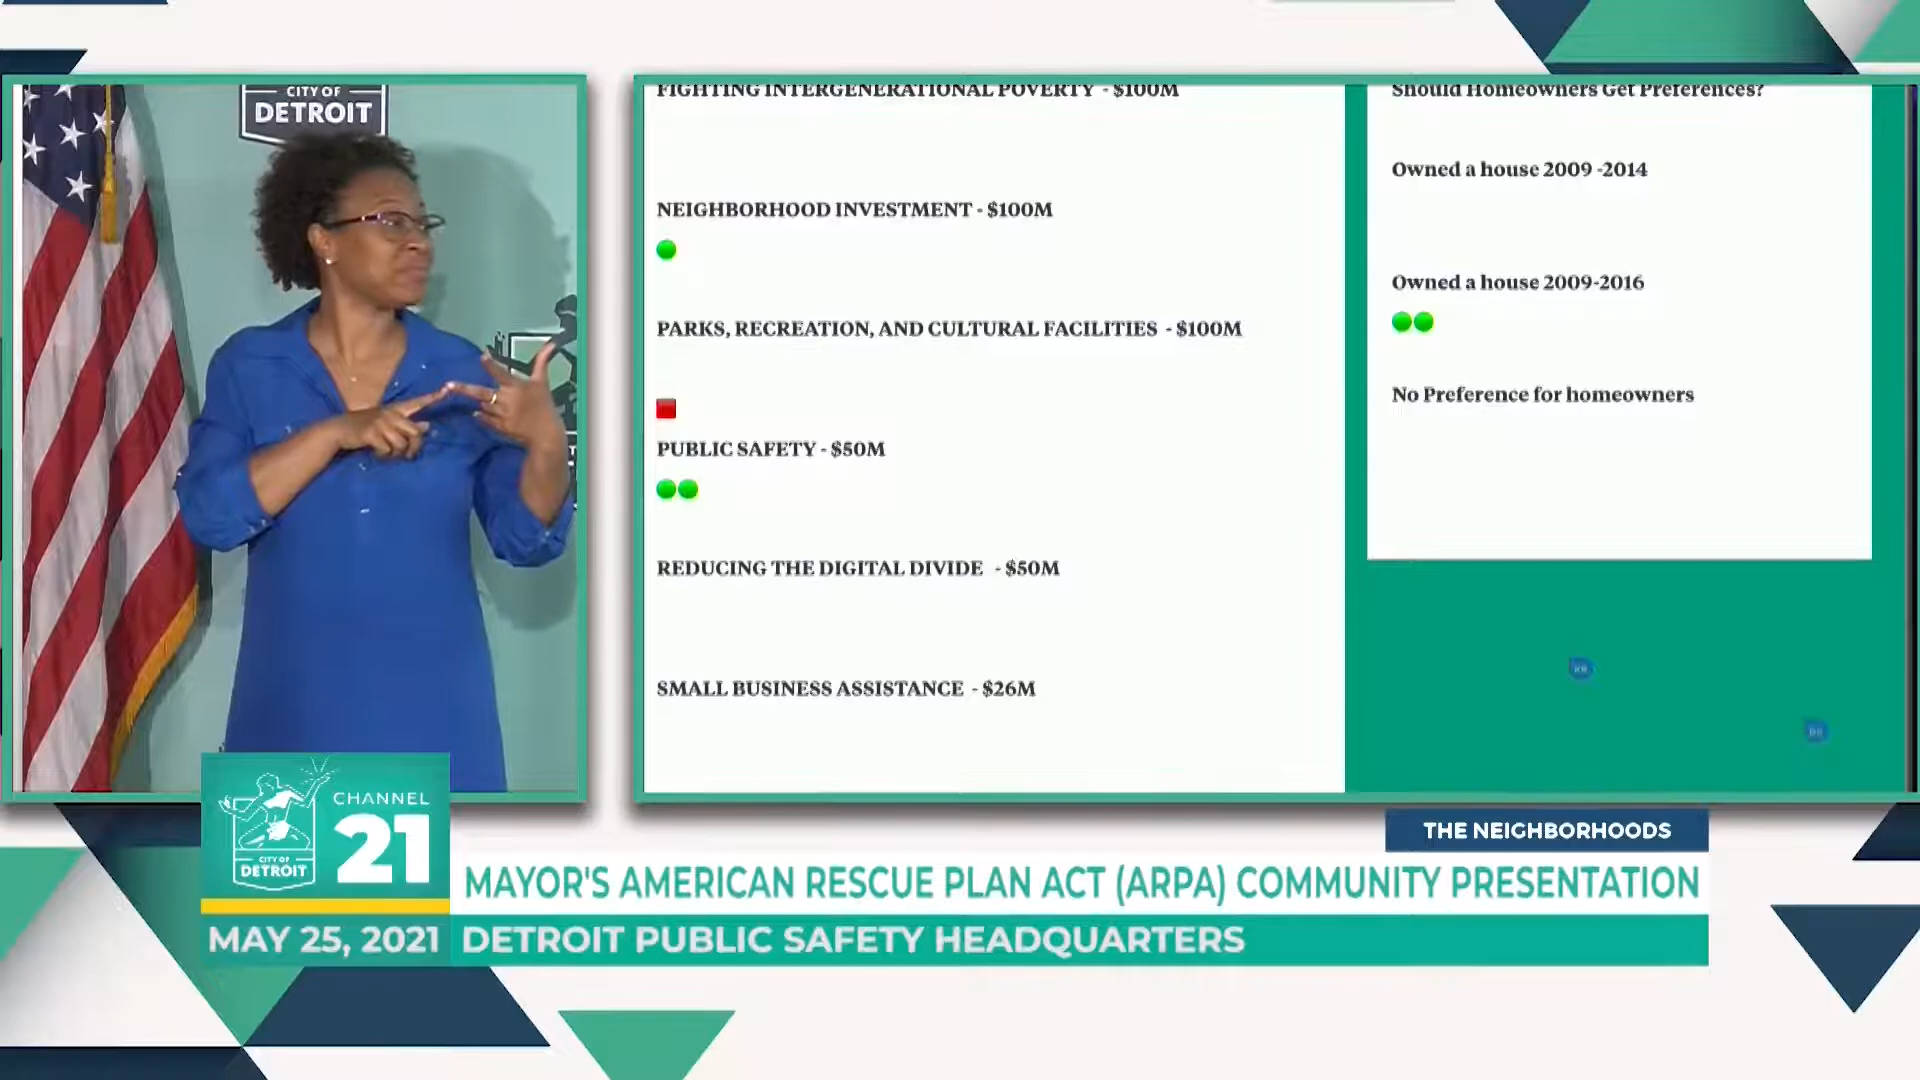 CITY OF
DETROIT
FIGHTING INTERGENERATIONAL POVERTY - $100M
NEIGHBORHOOD INVESTMENT - $100M
PARKS, RECREATION, AND CULTURAL FACILITIES - $100M
PUBLIC SAFETY - $50M
REDUCING THE DIGITAL DIVIDE - $50M
SMALL BUSINESS ASSISTANCE - $26M
Should Homeowners Get Preferences?
Owned a house 2009 -2014
Owned a house 2009-2016
No Preference for homeowners
THE NEIGHBORHOODS
CHANNEL
21
CITY OF
DETROIT
MAYOR'S AMERICAN RESCUE PLAN ACT (ARPA) COMMUNITY PRESENTATION
MAY 25, 2021
DETROIT PUBLIC SAFETY HEADQUARTERS